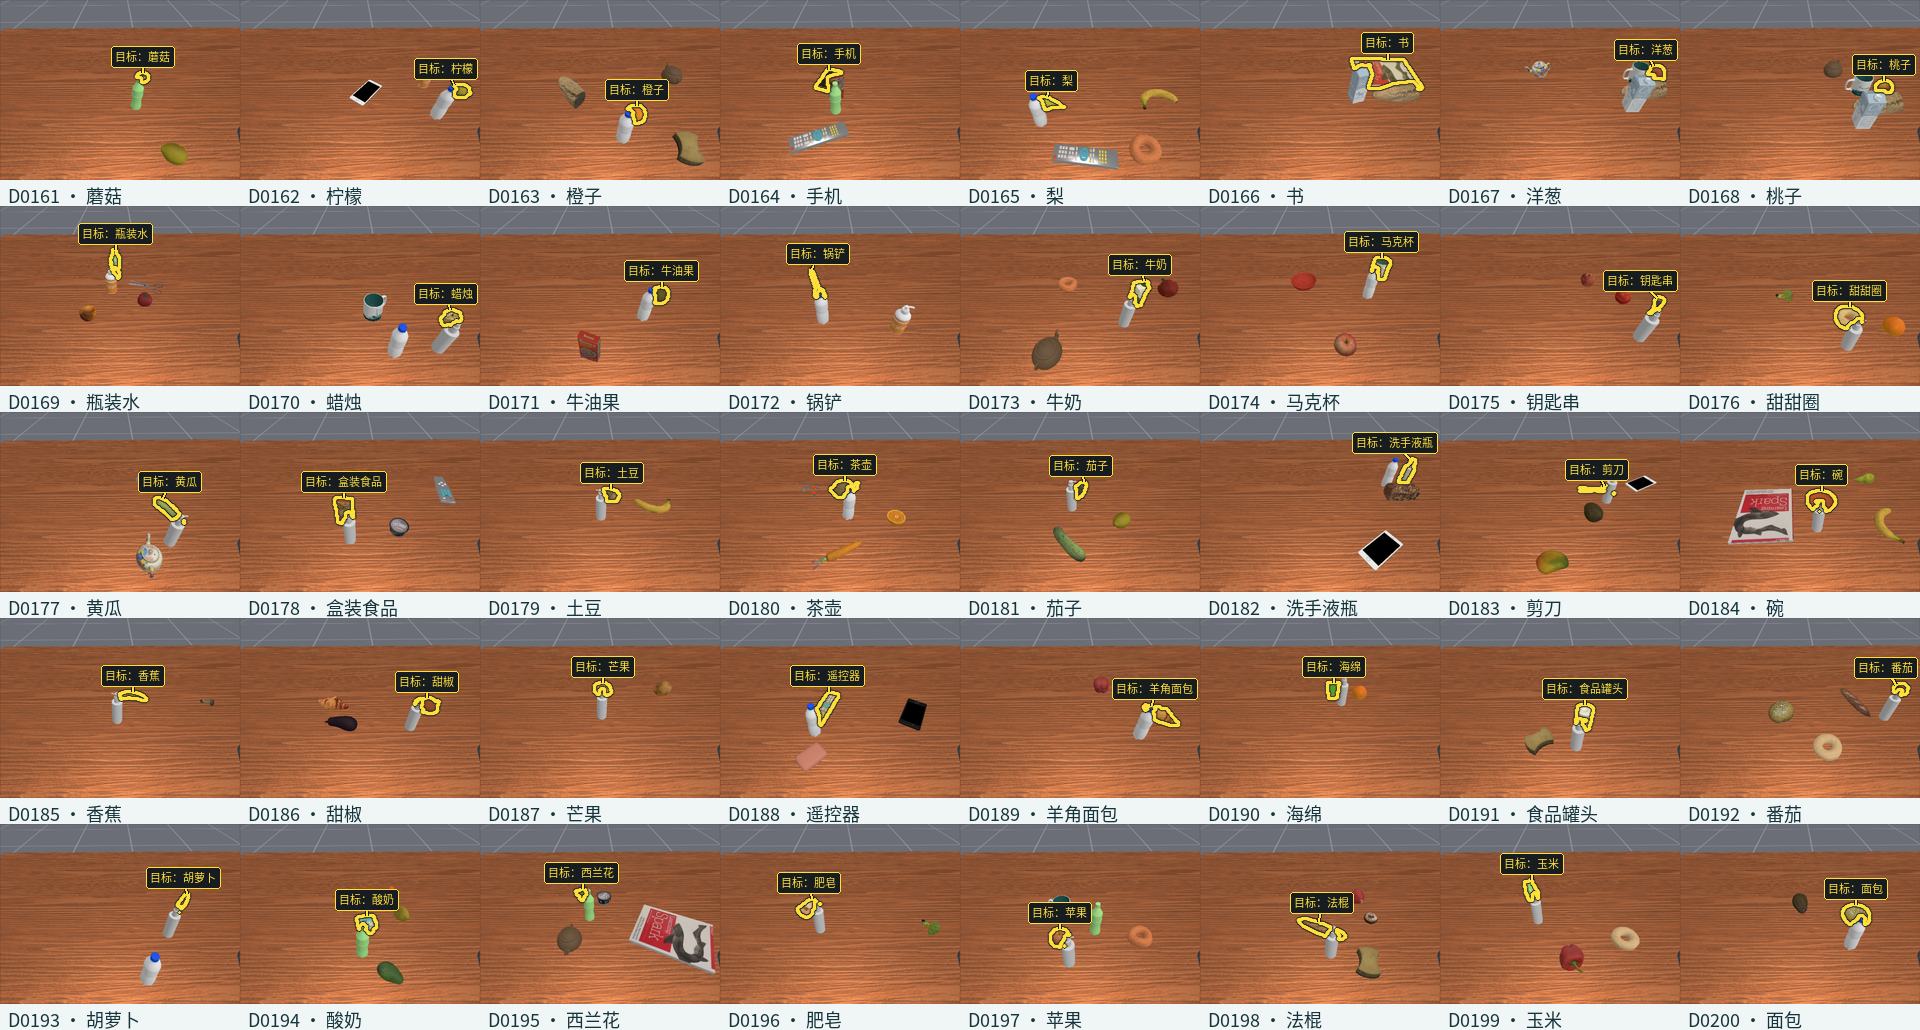 目标：蘑菇
目标：柠檬
目标：橙子
目标：手机
目标：梨
目标：书
目标：洋葱
目标：桃子
D0161 · 蘑菇
D0162 · 柠檬
D0163 · 橙子
D0164 · 手机
D0165 · 梨
D0166 · 书
D0167 · 洋葱
D0168 · 桃子
目标：瓶装水
目标：蜡烛
目标：牛油果
目标：锅铲
目标：牛奶
目标：马克杯
目标：钥匙串
目标：甜甜圈
D0169 · 瓶装水
D0170 · 蜡烛
D0171 · 牛油果
D0172 · 锅铲
D0173 · 牛奶
D0174 · 马克杯
D0175 · 钥匙串
D0176 · 甜甜圈
目标：黄瓜
目标：盒装食品
目标：土豆
目标：茶壶
目标：茄子
目标：洗手液瓶
目标：剪刀
目标：碗
Spark
D0177 · 黄瓜
D0178 · 盒装食品
D0179 · 土豆
D0180 · 茶壶
D0181 · 茄子
D0182 · 洗手液瓶
D0183 · 剪刀
D0184 · 碗
目标：香蕉
目标：甜椒
目标：芒果
目标：遥控器
目标：羊角面包
目标：海绵
目标：食品罐头
目标：番茄
D0185 · 香蕉
D0186 · 甜椒
D0187 · 芒果
D0188 · 遥控器
D0189 · 羊角面包
D0190 · 海绵
D0191 · 食品罐头
D0192 · 番茄
目标：胡萝卜
目标：酸奶
目标：西兰花
Spark
目标：肥皂
目标：苹果
目标：法棍
目标：玉米
目标：面包
D0193 · 胡萝卜
D0194 · 酸奶
D0195 · 西兰花
D0196 · 肥皂
D0197 · 苹果
D0198 · 法棍
D0199 · 玉米
D0200 · 面包